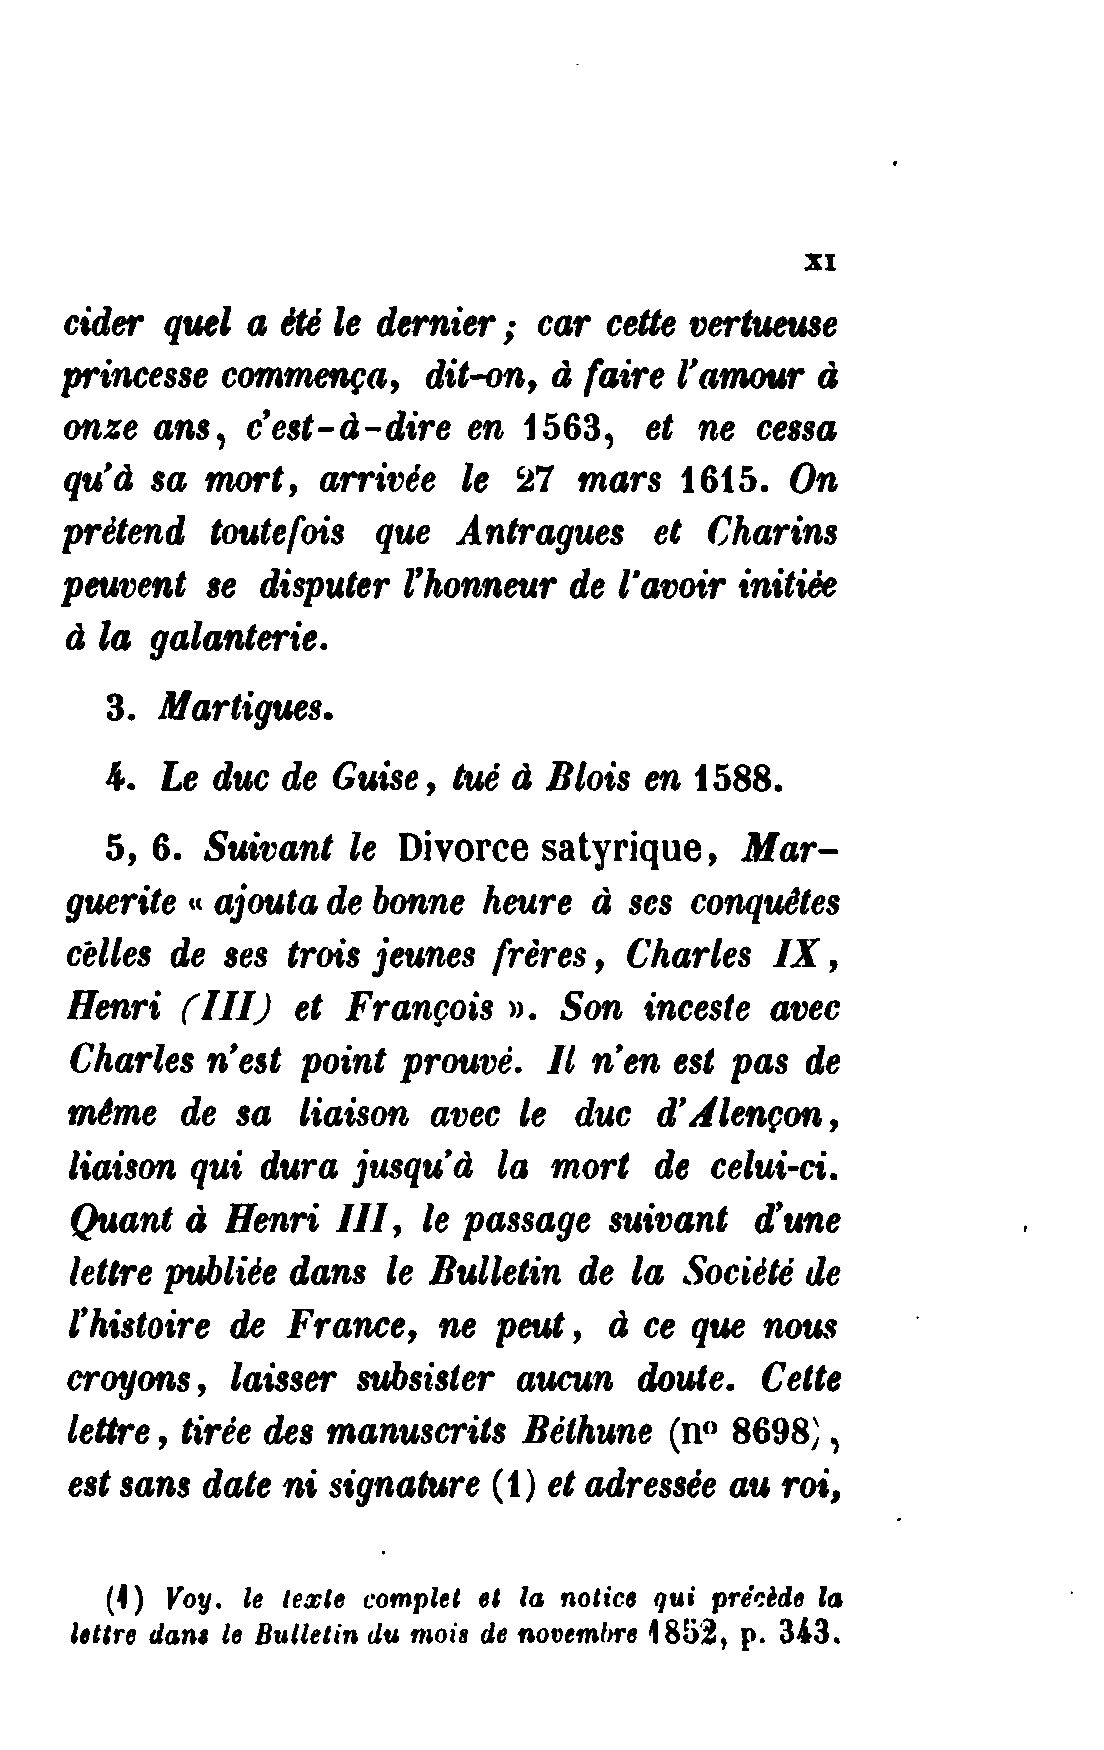 XI
cider quel a été le dernier ; car cette vertueuse
princesse commença, dit-on, à faire l'amour à
onze ans, c'est-à-dire en 1563, et ne cessa
qu'à sa mort, arrivée le 27 mars 1615. On
prétend toutefois que Antragues et Charins
peuvent se disputer l'honneur de l'avoir initiée
à la galanterie.
3. Martigues.
4. Le duc de Guise, tué à Blois en 1588.
5, 6. Suivant le Divorce satyrique, Mar-
guerite « ajouta de bonne heure à ses conquêtes
celles de ses trois jeunes frères, Charles IX,
Henri (III) et François ». Son inceste avec
Charles n'est point prouvé. Il n'en est pas de
même de sa liaison avec le duc d'Alençon,
liaison qui dura jusqu'à la mort de celui-ci.
Quant à Henri III, le passage suivant d'une
lettre publiée dans le Bulletin de la Société de
l'histoire de France, ne peut, à ce que nous
croyons, laisser subsister aucun doute. Cette
lettre, tirée des manuscrits Béthune (nº 8698),
est sans date ni signature (1) et adressée au roi,
(1) Voy. le texte complet et la notice qui précède la
lettre dans le Bulletin du mois de novembre 1852, p. 343.